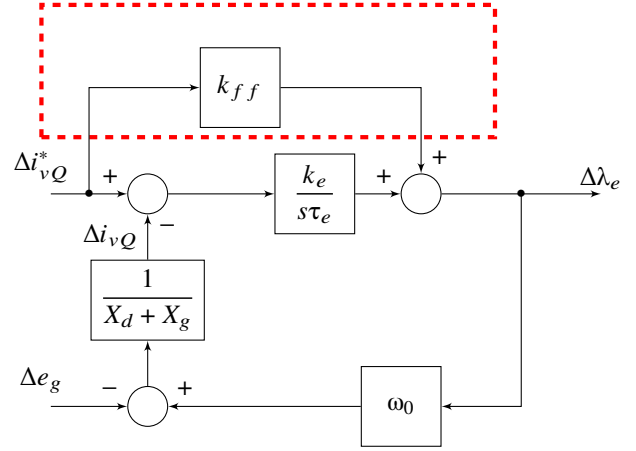 k_{ff}
Δi*_{vQ} + + + Δλ_e
k_e
sτ_e
−
Δi_{vQ}
1
X_d + X_g
Δe_g − + ω_0